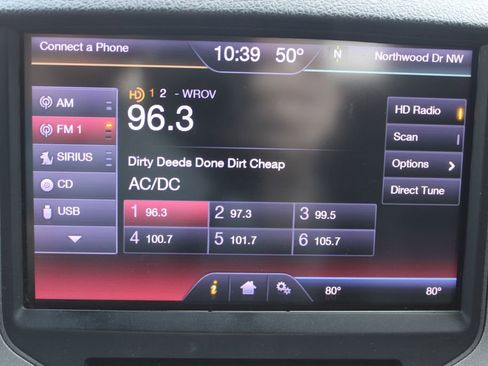 Connect a Phone
10:39 50° N
Northwood Dr NW
AM
FM 1
SIRIUS
CD
USB
HD 1 2 - WROV
96.3
Dirty Deeds Done Dirt Cheap
AC/DC
1 96.3 2 97.3 3 99.5
4 100.7 5 101.7 6 105.7
HD Radio
Scan
Options
Direct Tune
i
80° 80°